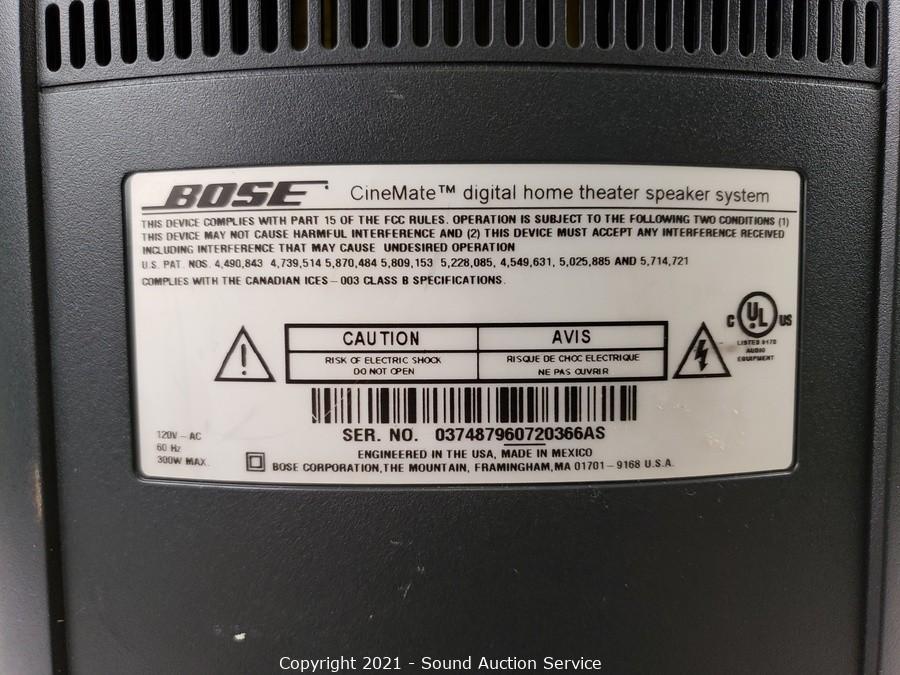 BOSE CineMate™ digital home theater speaker system
THIS DEVICE COMPLIES WITH PART 15 OF THE FCC RULES. OPERATION IS SUBJECT TO THE FOLLOWING TWO CONDITIONS (1)
THIS DEVICE MAY NOT CAUSE HARMFUL INTERFERENCE AND (2) THIS DEVICE MUST ACCEPT ANY INTERFERENCE RECEIVED
INCLUDING INTERFERENCE THAT MAY CAUSE UNDESIRED OPERATION
U.S. PAT. NOS. 4,490,843 4,739,514 5,870,484 5,809,153 5,228,085, 4,549,631, 5,025,885 AND 5,714,721
COMPLIES WITH THE CANADIAN ICES - 003 CLASS B SPECIFICATIONS.
C UL US
LISTED 917D
AUDIO
EQUIPMENT
CAUTION AVIS
RISK OF ELECTRIC SHOCK RISQUE DE CHOC ELECTRIQUE
DO NOT OPEN NE PAS OUVRIR
SER. NO. 037487960720366AS
120V - AC
60 Hz
300W MAX.
ENGINEERED IN THE USA, MADE IN MEXICO
BOSE CORPORATION,THE MOUNTAIN, FRAMINGHAM,MA 01701-9168 U.S.A.
Copyright 2021 - Sound Auction Service